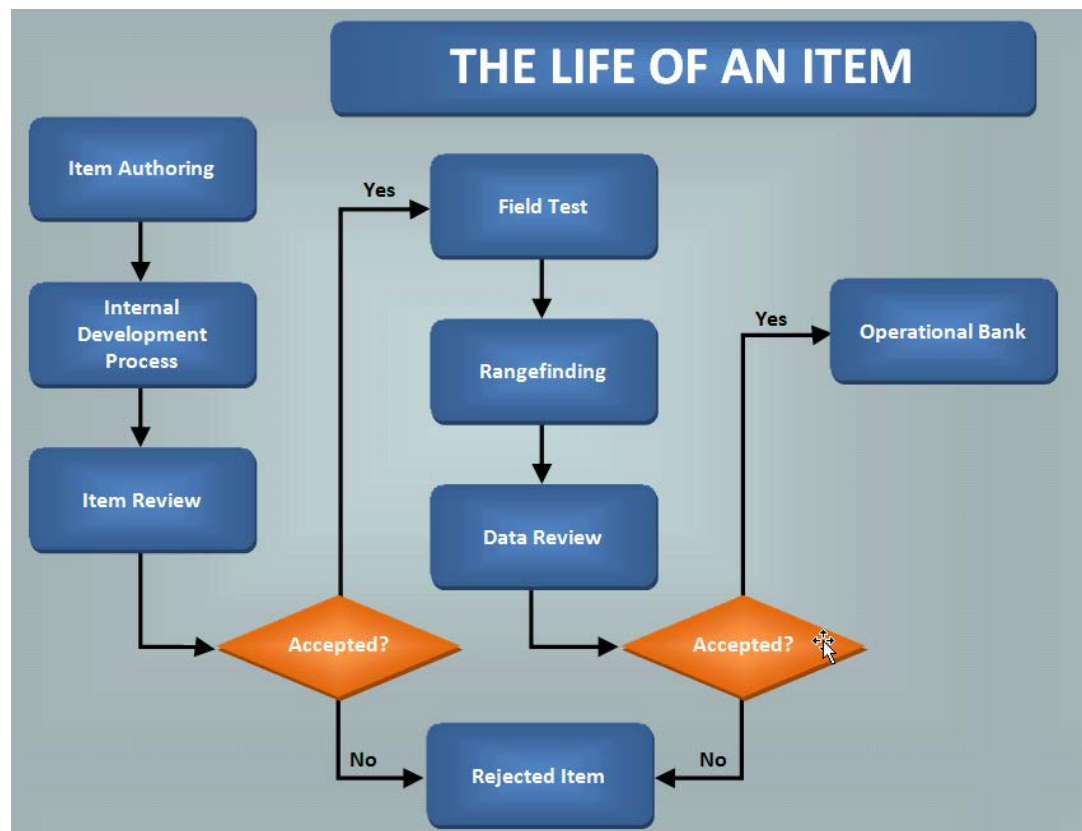 THE LIFE OF AN ITEM
Item Authoring
Internal
Development
Process
Item Review
Accepted?
Yes
Field Test
Rangefinding
Data Review
Accepted?
Yes
Operational Bank
No
Rejected Item
No